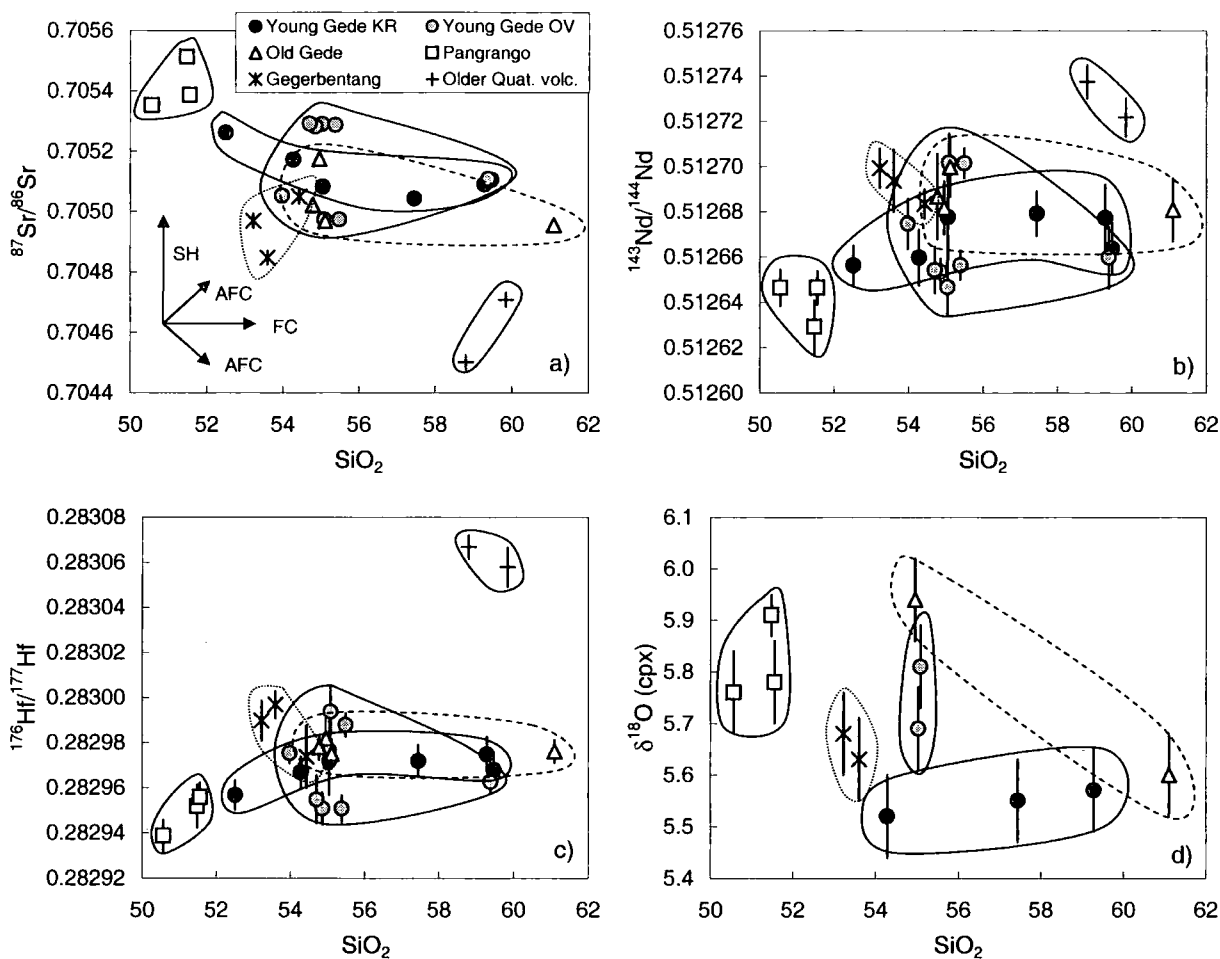 Young Gede KR
Young Gede OV
Old Gede
Pangrango
Gegerbentang
Older Quat. volc.
0.7056
0.7054
0.7052
0.7050
0.7048
0.7046
0.7044
⁸⁷Sr/⁸⁶Sr
SH
AFC
FC
AFC
a)
50 52 54 56 58 60 62
SiO₂
0.51276
0.51274
0.51272
0.51270
0.51268
0.51266
0.51264
0.51262
0.51260
¹⁴³Nd/¹⁴⁴Nd
b)
50 52 54 56 58 60 62
SiO₂
0.28308
0.28306
0.28304
0.28302
0.28300
0.28298
0.28296
0.28294
0.28292
¹⁷⁶Hf/¹⁷⁷Hf
c)
50 52 54 56 58 60 62
SiO₂
6.1
6.0
5.9
5.8
5.7
5.6
5.5
5.4
δ¹⁸O (cpx)
d)
50 52 54 56 58 60 62
SiO₂